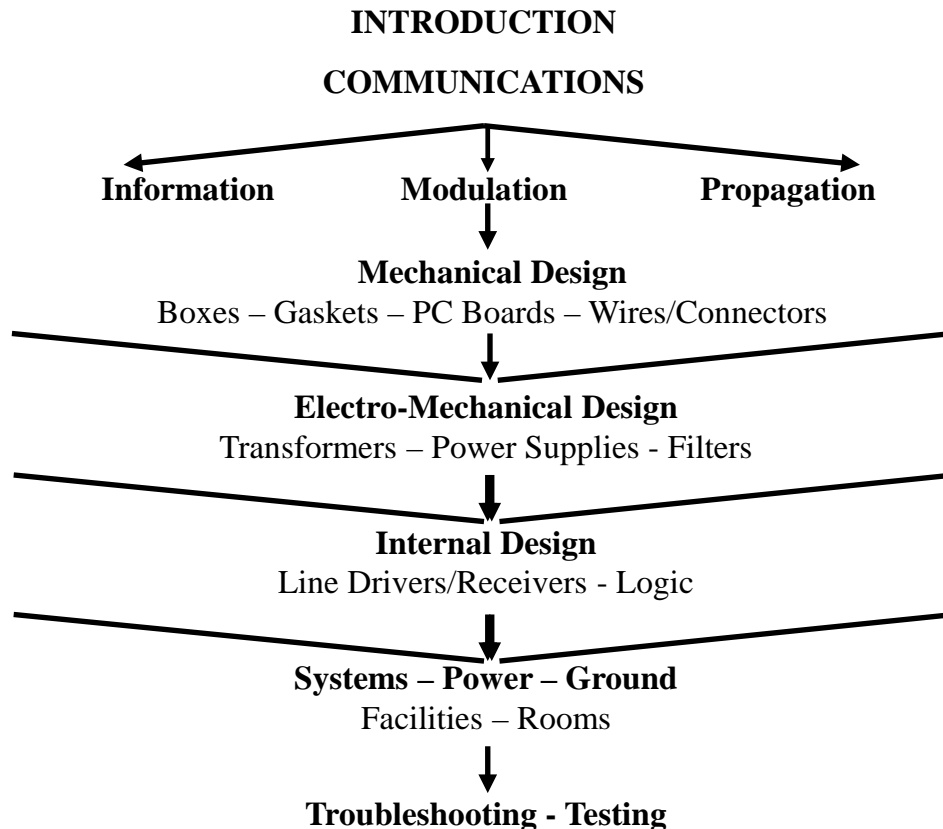 INTRODUCTION
COMMUNICATIONS
Information Modulation Propagation
Mechanical Design
Boxes – Gaskets – PC Boards – Wires/Connectors
Electro-Mechanical Design
Transformers – Power Supplies - Filters
Internal Design
Line Drivers/Receivers - Logic
Systems – Power – Ground
Facilities – Rooms
Troubleshooting - Testing